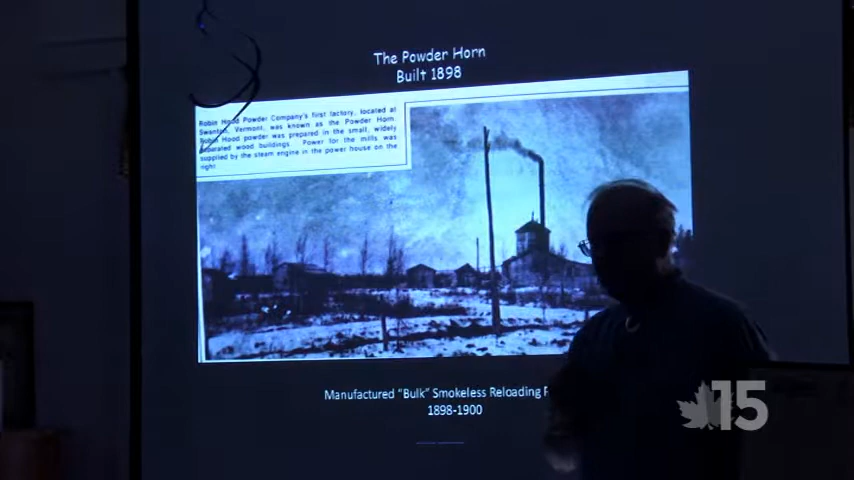 The Powder Horn
Built 1898
Robin Hood Powder Company's first factory, located at
Swanton, Vermont, was known as the Powder Horn.
Robin Hood powder was prepared in the small, widely
separated wood buildings. Power for the mills was
supplied by the steam engine in the power house on the
right.
Manufactured "Bulk" Smokeless Reloading
1898-1900
15